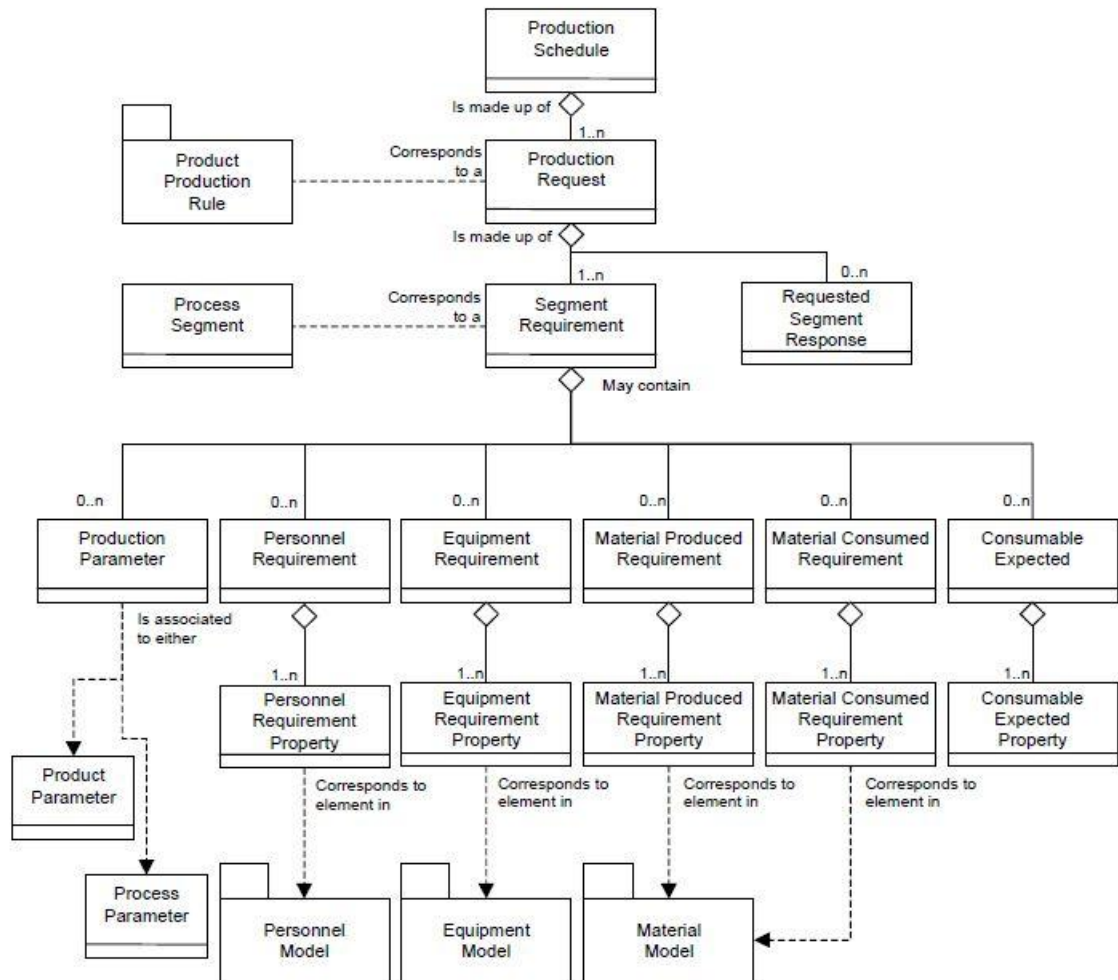 Production
Schedule
Is made up of
1..n
Product
Production
Rule
Corresponds
to a
Production
Request
Is made up of
1..n
0..n
Process
Segment
Corresponds
to a
Segment
Requirement
Requested
Segment
Response
May contain
0..n
0..n
0..n
0..n
0..n
0..n
Production
Parameter
Personnel
Requirement
Equipment
Requirement
Material Produced
Requirement
Material Consumed
Requirement
Consumable
Expected
Is associated
to either
1..n
1..n
1..n
1..n
1..n
Personnel
Requirement
Property
Equipment
Requirement
Property
Material Produced
Requirement
Property
Material Consumed
Requirement
Property
Consumable
Expected
Property
Product
Parameter
Corresponds to
element in
Corresponds to
element in
Corresponds to
element in
Corresponds to
element in
Process
Parameter
Personnel
Model
Equipment
Model
Material
Model